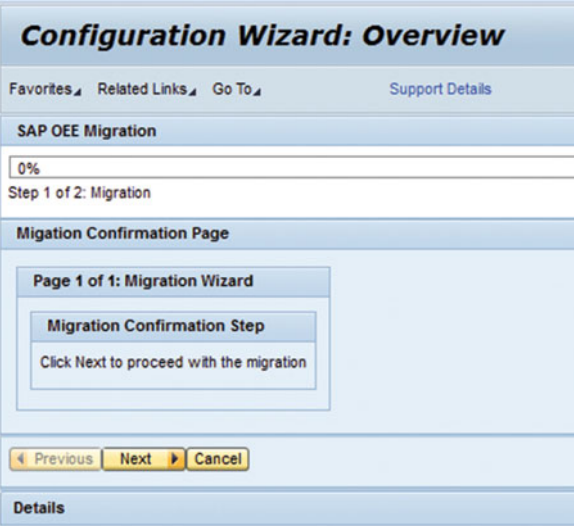 Configuration Wizard: Overview
Favorites Related Links Go To Support Details
SAP OEE Migration
0%
Step 1 of 2: Migration
Migation Confirmation Page
Page 1 of 1: Migration Wizard
Migration Confirmation Step
Click Next to proceed with the migration
Previous Next Cancel
Details